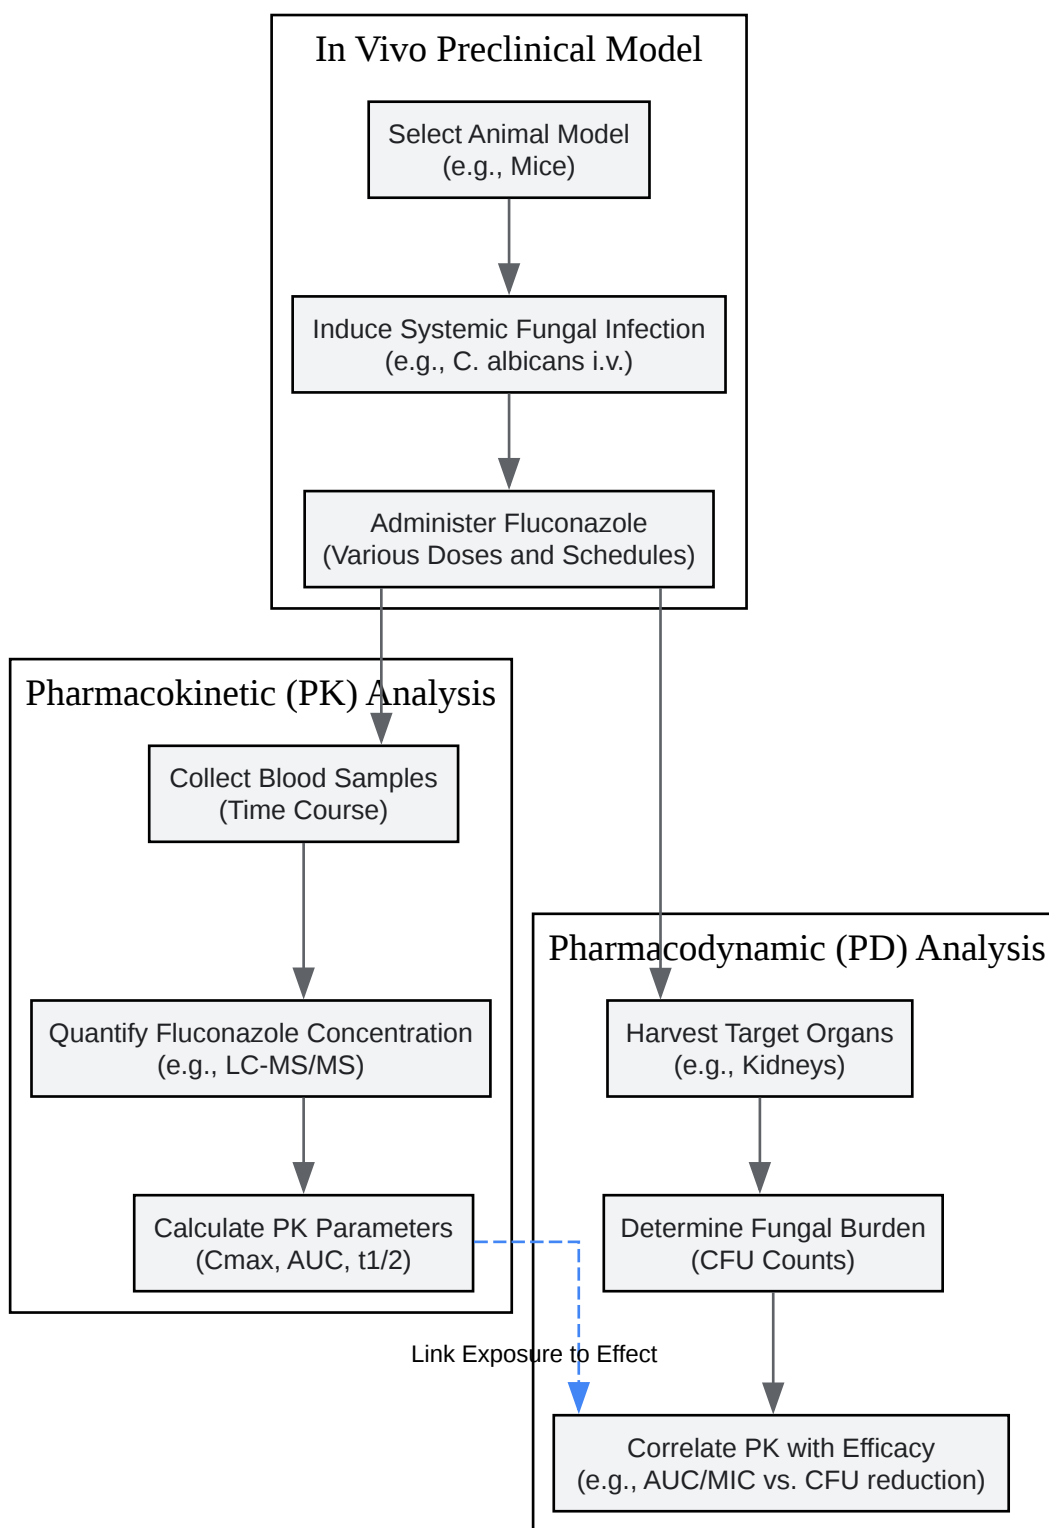 In Vivo Preclinical Model
Select Animal Model
(e.g., Mice)
Induce Systemic Fungal Infection
(e.g., C. albicans i.v.)
Administer Fluconazole
(Various Doses and Schedules)
Pharmacokinetic (PK) Analysis
Collect Blood Samples
(Time Course)
Quantify Fluconazole Concentration
(e.g., LC-MS/MS)
Calculate PK Parameters
(Cmax, AUC, t1/2)
Link Exposure to Effect
Pharmacodynamic (PD) Analysis
Harvest Target Organs
(e.g., Kidneys)
Determine Fungal Burden
(CFU Counts)
Correlate PK with Efficacy
(e.g., AUC/MIC vs. CFU reduction)